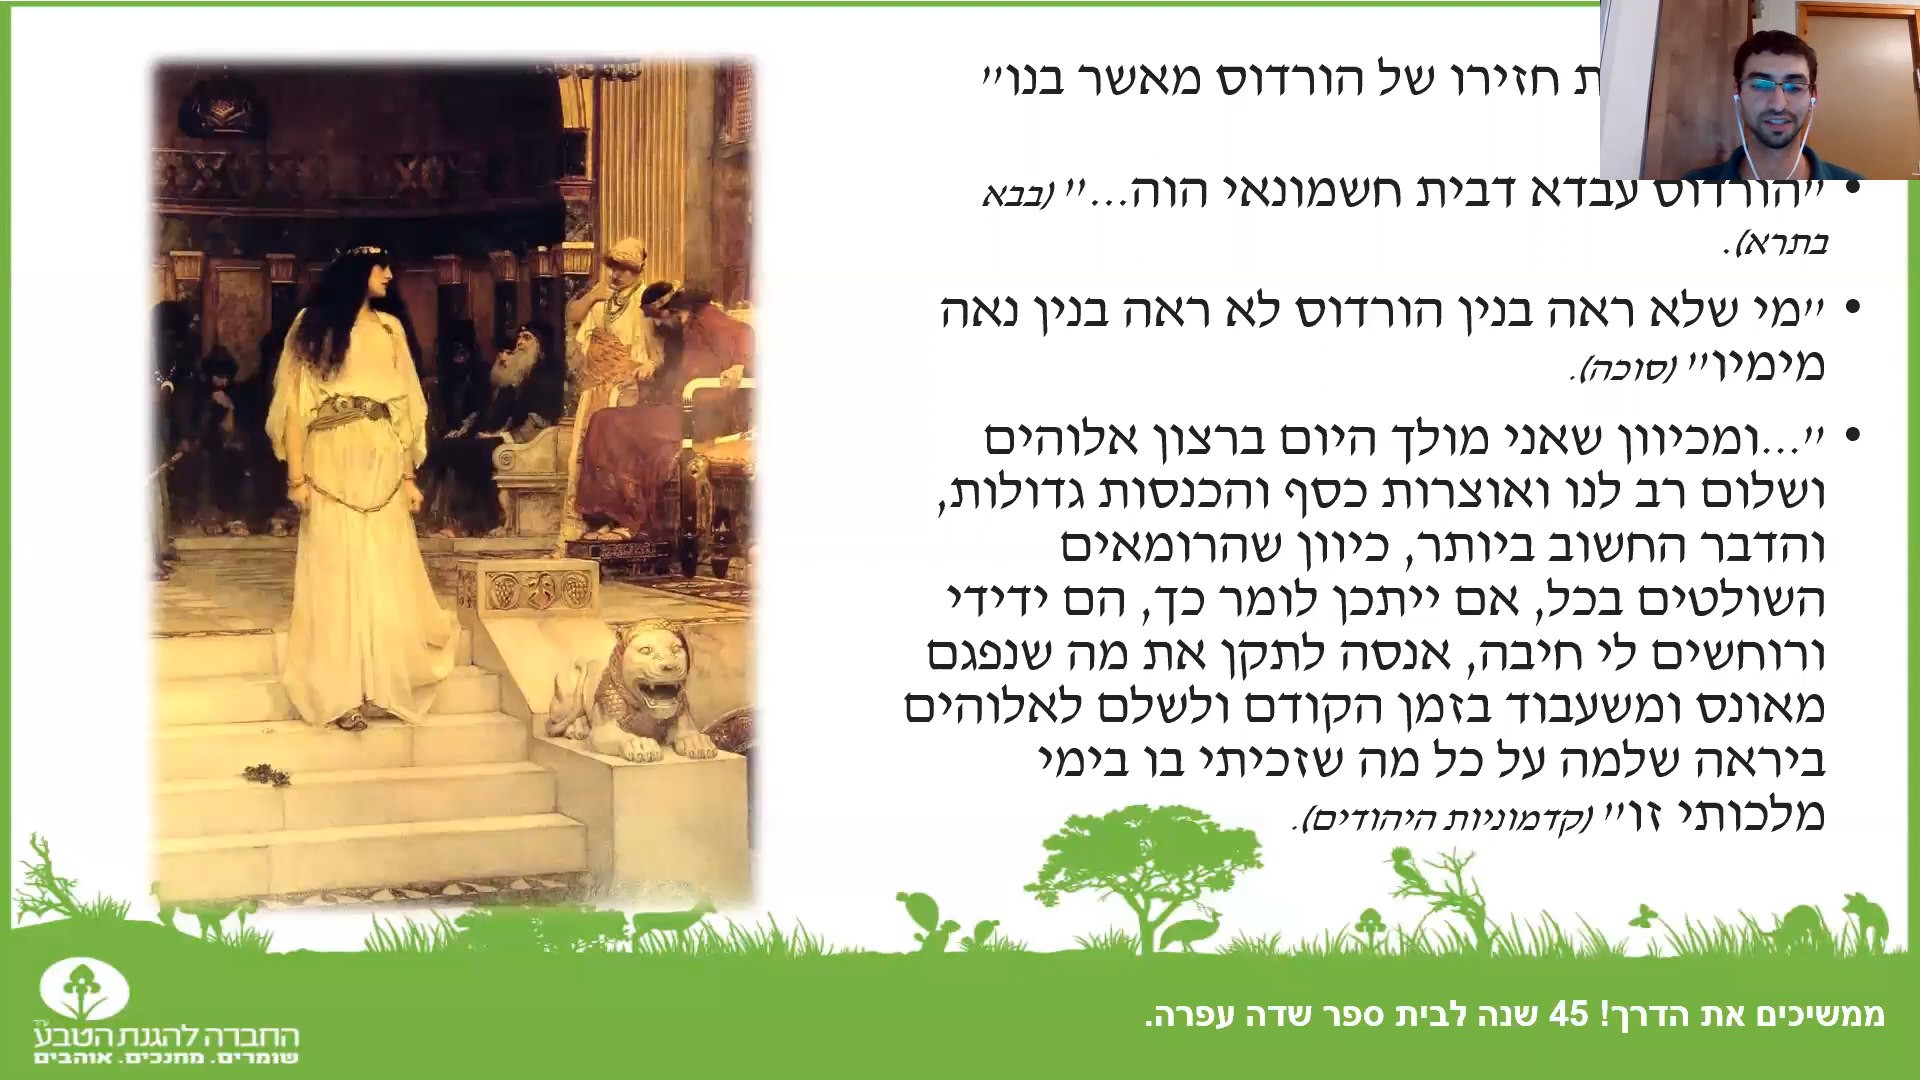 חזירו של הורדוס מאשר בנו"
• "הורדוס עבדא דבית חשמונאי הוה..." (בבא
בתרא).
• "מי שלא ראה בנין הורדוס לא ראה בנין נאה
מימיו" (סוכה).
• "...ומכיוון שאני מולך היום ברצון אלוהים
ושלום רב לנו ואוצרות כסף והכנסות גדולות,
והדבר החשוב ביותר, כיוון שהרומאים
השולטים בכל, אם ייתכן לומר כך, הם ידידי
ורוחשים לי חיבה, אנסה לתקן את מה שנפגם
מאונס ומשעבוד בזמן הקודם ולשלם לאלוהים
ביראה שלמה על כל מה שזכיתי בו בימי
מלכותי זו" (קדמוניות היהודים).
ממשיכים את הדרך! 45 שנה לבית ספר שדה עפרה.
החברה להגנת הטבע
שומרים. מחנכים. אוהבים